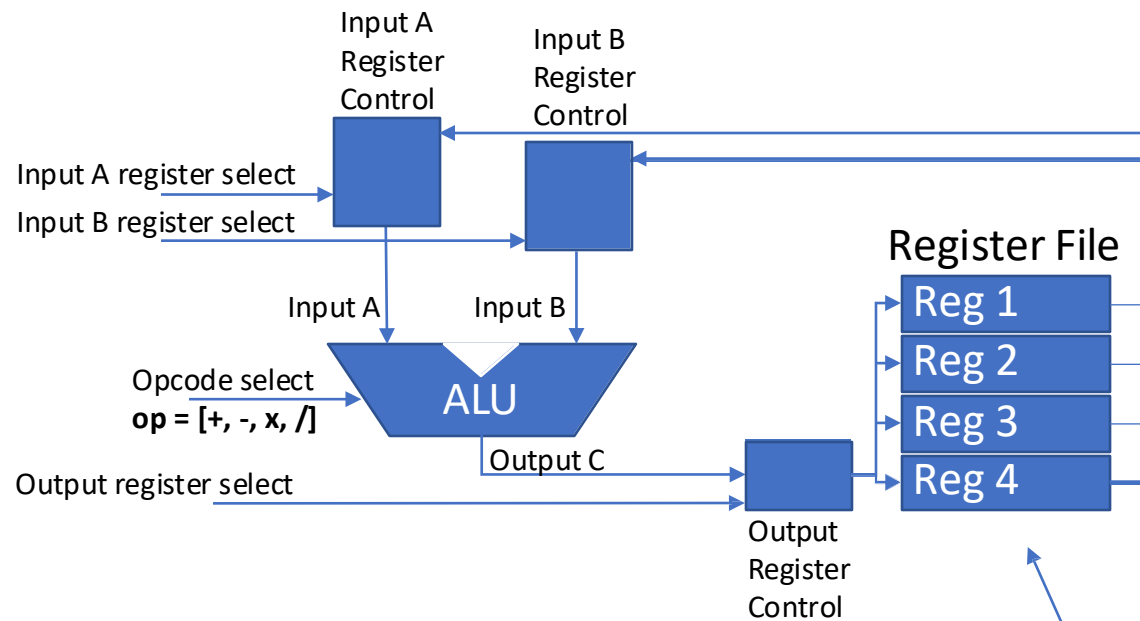 Input A
Register
Control
Input B
Register
Control
Input A register select
Input B register select
Register File
Input A
Input B
Reg 1
Reg 2
Reg 3
Reg 4
Opcode select
op = [+, -, x, /]
ALU
Output C
Output register select
Output
Register
Control